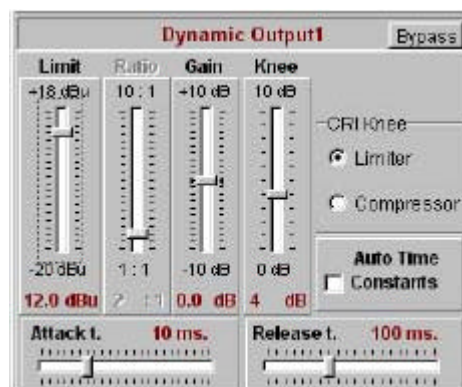 Dynamic Output1 Bypass
Limit Ratio Gain Knee
+18 dBu 10 : 1 +10 dB 10 dB
-20 dBu 1 : 1 -10 dB 0 dB
12.0 dBu 2 :1 0.0 dB 4 dB
CRI Knee
Limiter
Compressor
Auto Time
Constants
Attack t. 10 ms. Release t. 100 ms.